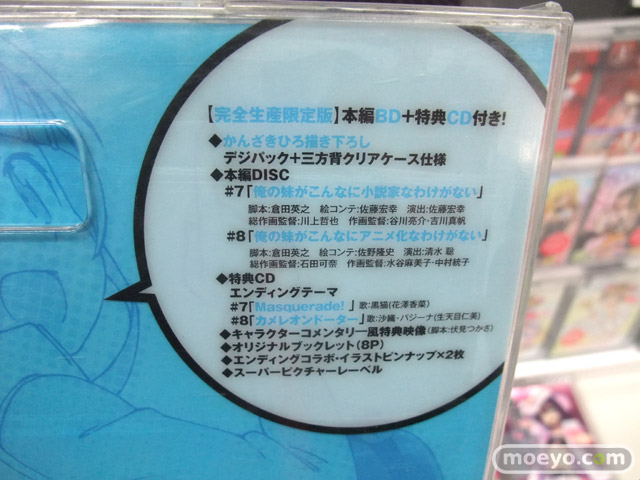 【完全生産限定版】本編BD+特典CD付き!
◆かんざきひろ描き下ろし
デジパック+三方背クリアケース仕様
◆本編DISC
#7「俺の妹がこんなに小説家なわけがない」
脚本:倉田英之 絵コンテ:佐藤宏幸 演出:佐藤宏幸
総作画監督:川上哲也 作画監督:谷川亮介・吉川真帆
#8「俺の妹がこんなにアニメ化なわけがない」
脚本:倉田英之 絵コンテ:佐野隆史 演出:清水 聡
総作画監督:石田可奈 作画監督:水谷麻美子・中村統子
◆特典CD
エンディングテーマ
#7「Masquerade!」歌:黒猫(花澤香菜)
#8「カメレオンドーター」歌:沙織・バジーナ(生天目仁美)
◆キャラクターコメンタリー風特典映像(脚本:伏見つかさ)
◆オリジナルブックレット(8P)
◆エンディングコラボ・イラストピンナップ×2枚
◆スーパーピクチャーレーベル
moeyo.com